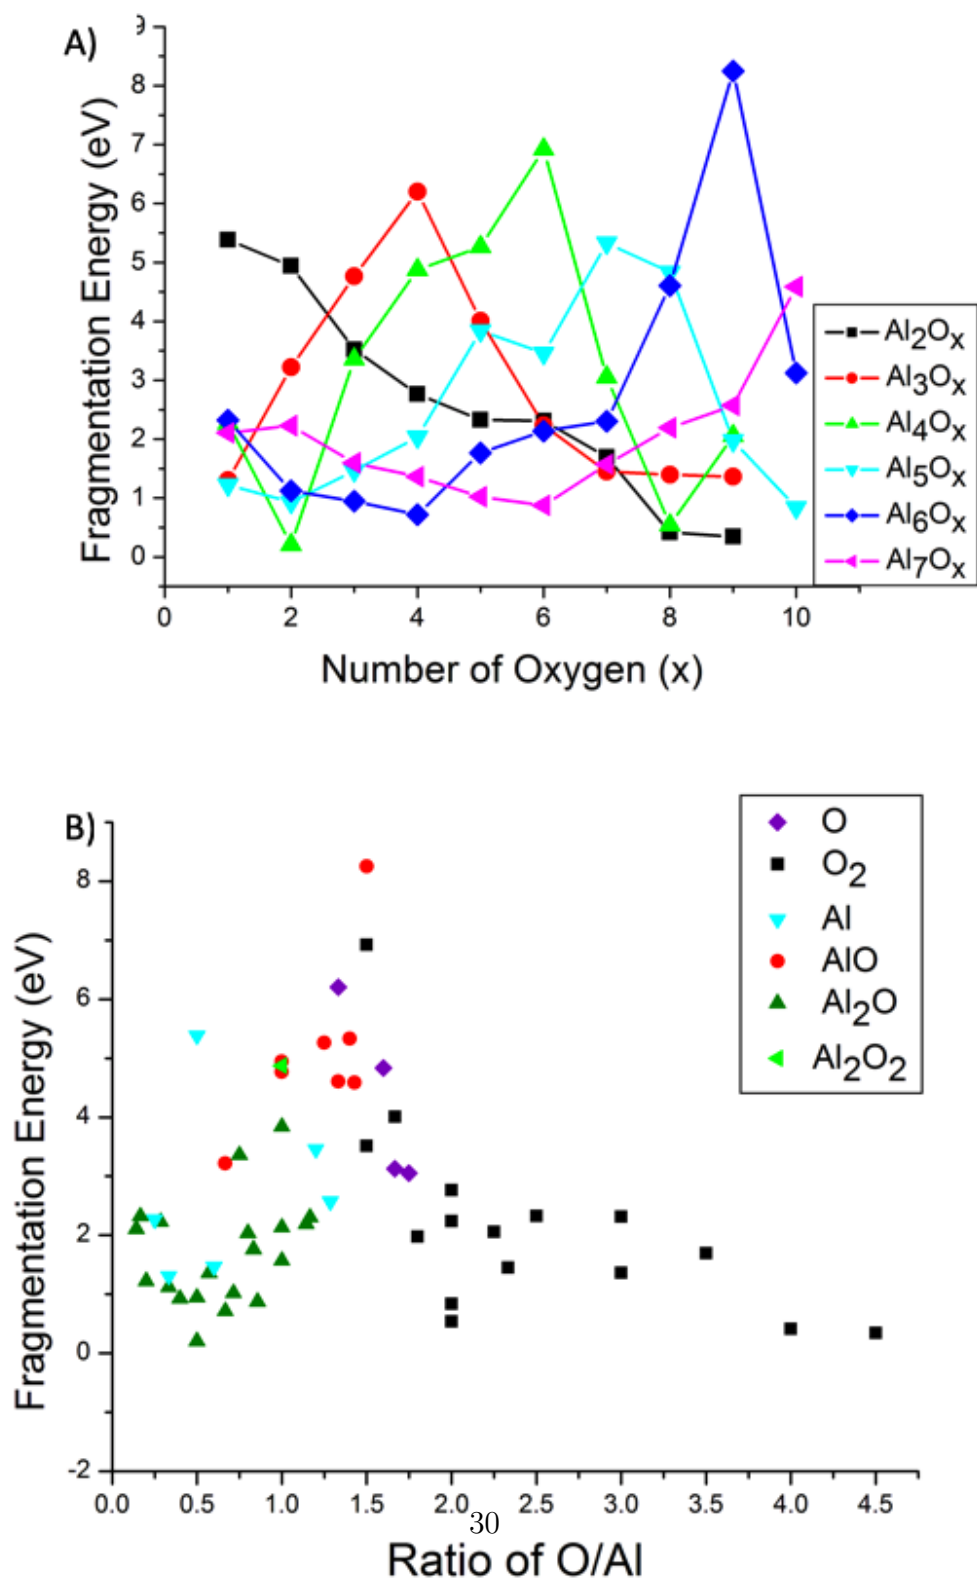 A)
9
8
7
6
5
4
3
2
1
0
Fragmentation Energy (eV)
0 2 4 6 8 10
Number of Oxygen (x)
Al₂Oₓ
Al₃Oₓ
Al₄Oₓ
Al₅Oₓ
Al₆Oₓ
Al₇Oₓ
B)
8
6
4
2
0
-2
Fragmentation Energy (eV)
0.0 0.5 1.0 1.5 2.0 2.5 3.0 3.5 4.0 4.5
30
Ratio of O/Al
O
O₂
Al
AlO
Al₂O
Al₂O₂